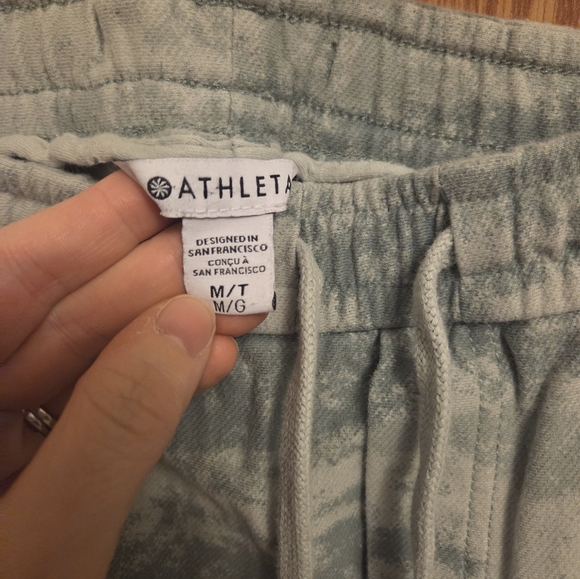 ATHLETA
DESIGNED IN
SAN FRANCISCO
CONÇU À
SAN FRANCISCO
M/T
M/G